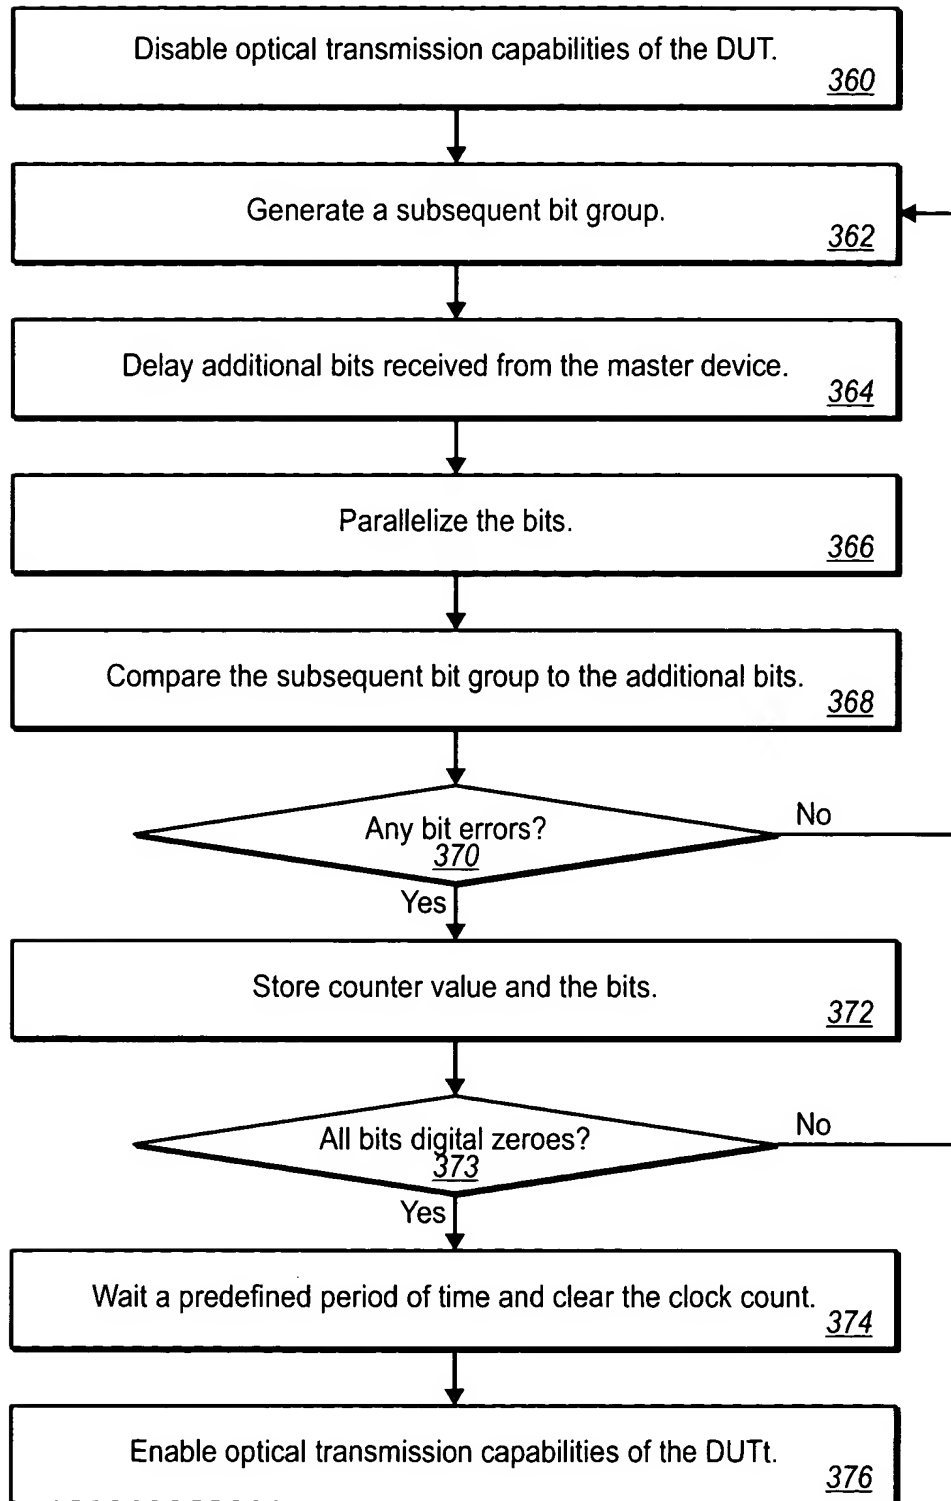 Disable optical transmission capabilities of the DUT.
360
Generate a subsequent bit group.
362
Delay additional bits received from the master device.
364
Parallelize the bits.
366
Compare the subsequent bit group to the additional bits.
368
Any bit errors?
370
No
Yes
Store counter value and the bits.
372
All bits digital zeroes?
373
No
Yes
Wait a predefined period of time and clear the clock count.
374
Enable optical transmission capabilities of the DUTt.
376